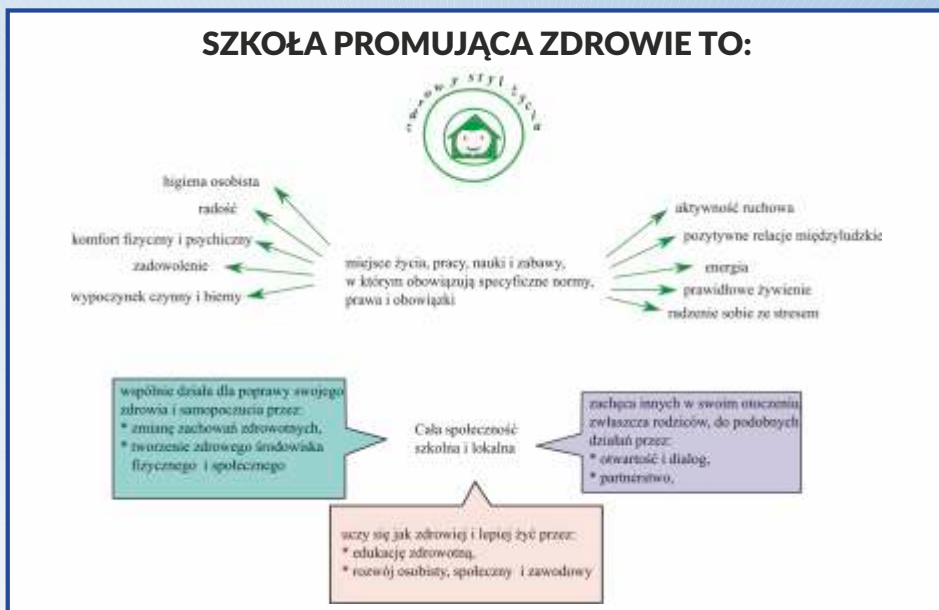 SZKOŁA PROMUJĄCA ZDROWIE TO:
zdrowy styl życia
higiena osobista
radość
komfort fizyczny i psychiczny
zadowolenie
wypoczynek czynny i bierny
miejsce życia, pracy, nauki i zabawy,
w którym obowiązują specyficzne normy,
prawa i obowiązki
aktywność ruchowa
pozytywne relacje międzyludzkie
energia
prawidłowe żywienie
radzenie sobie ze stresem
wspólnie działa dla poprawy swojego
zdrowia i samopoczucia przez:
* zmianę zachowań zdrowotnych,
* tworzenie zdrowego środowiska
fizycznego i społecznego
Cała społeczność
szkolna i lokalna
zachęca innych w swoim otoczeniu,
zwłaszcza rodziców, do podobnych
działań przez:
* otwartość i dialog,
* partnerstwo,
uczy się jak zdrowiej i lepiej żyć przez:
* edukację zdrowotną,
* rozwój osobisty, społeczny i zawodowy